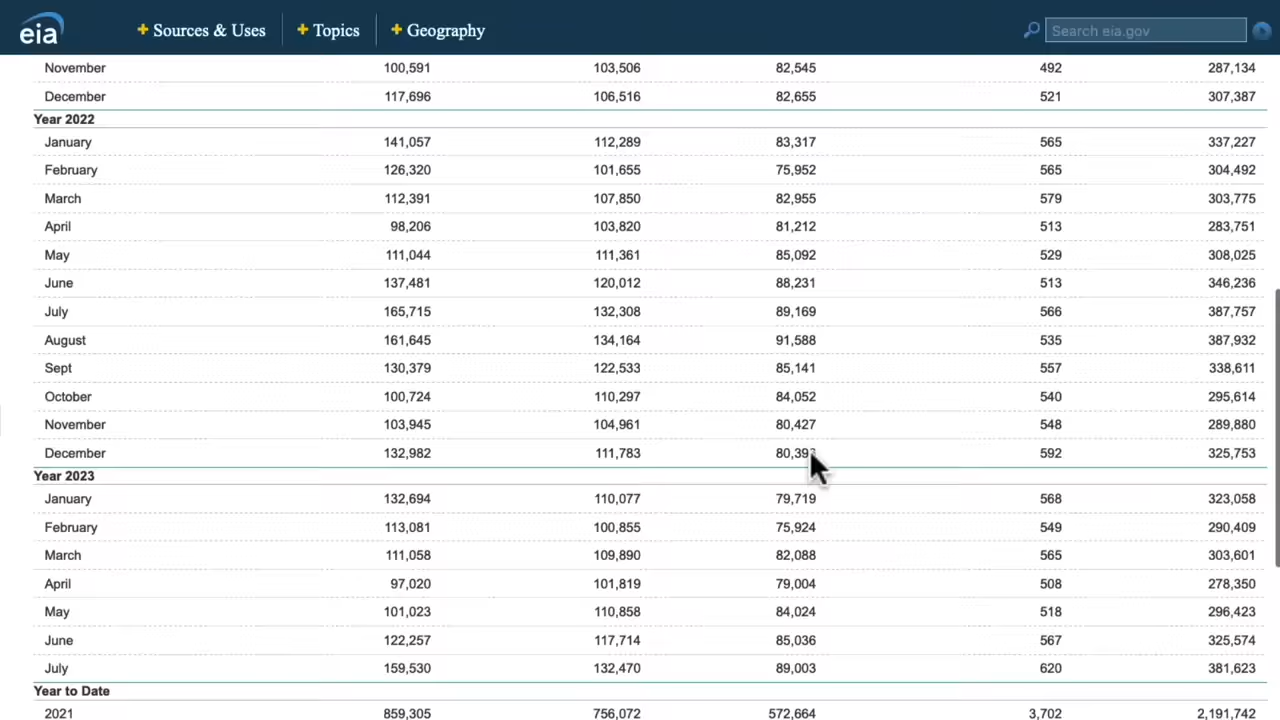 eia
+ Sources & Uses + Topics + Geography Search eia.gov
November 100,591 103,506 82,545 492 287,134
December 117,696 106,516 82,655 521 307,387
Year 2022
January 141,057 112,289 83,317 565 337,227
February 126,320 101,655 75,952 565 304,492
March 112,391 107,850 82,955 579 303,775
April 98,206 103,820 81,212 513 283,751
May 111,044 111,361 85,092 529 308,025
June 137,481 120,012 88,231 513 346,236
July 165,715 132,308 89,169 566 387,757
August 161,645 134,164 91,588 535 387,932
Sept 130,379 122,533 85,141 557 338,611
October 100,724 110,297 84,052 540 295,614
November 103,945 104,961 80,427 548 289,880
December 132,982 111,783 592 325,753
Year 2023
January 132,694 110,077 79,719 568 323,058
February 113,081 100,855 75,924 549 290,409
March 111,058 109,890 82,088 565 303,601
April 97,020 101,819 79,004 508 278,350
May 101,023 110,858 84,024 518 296,423
June 122,257 117,714 85,036 567 325,574
July 159,530 132,470 89,003 620 381,623
Year to Date
2021 859,305 756,072 572,664 3,702 2,191,742